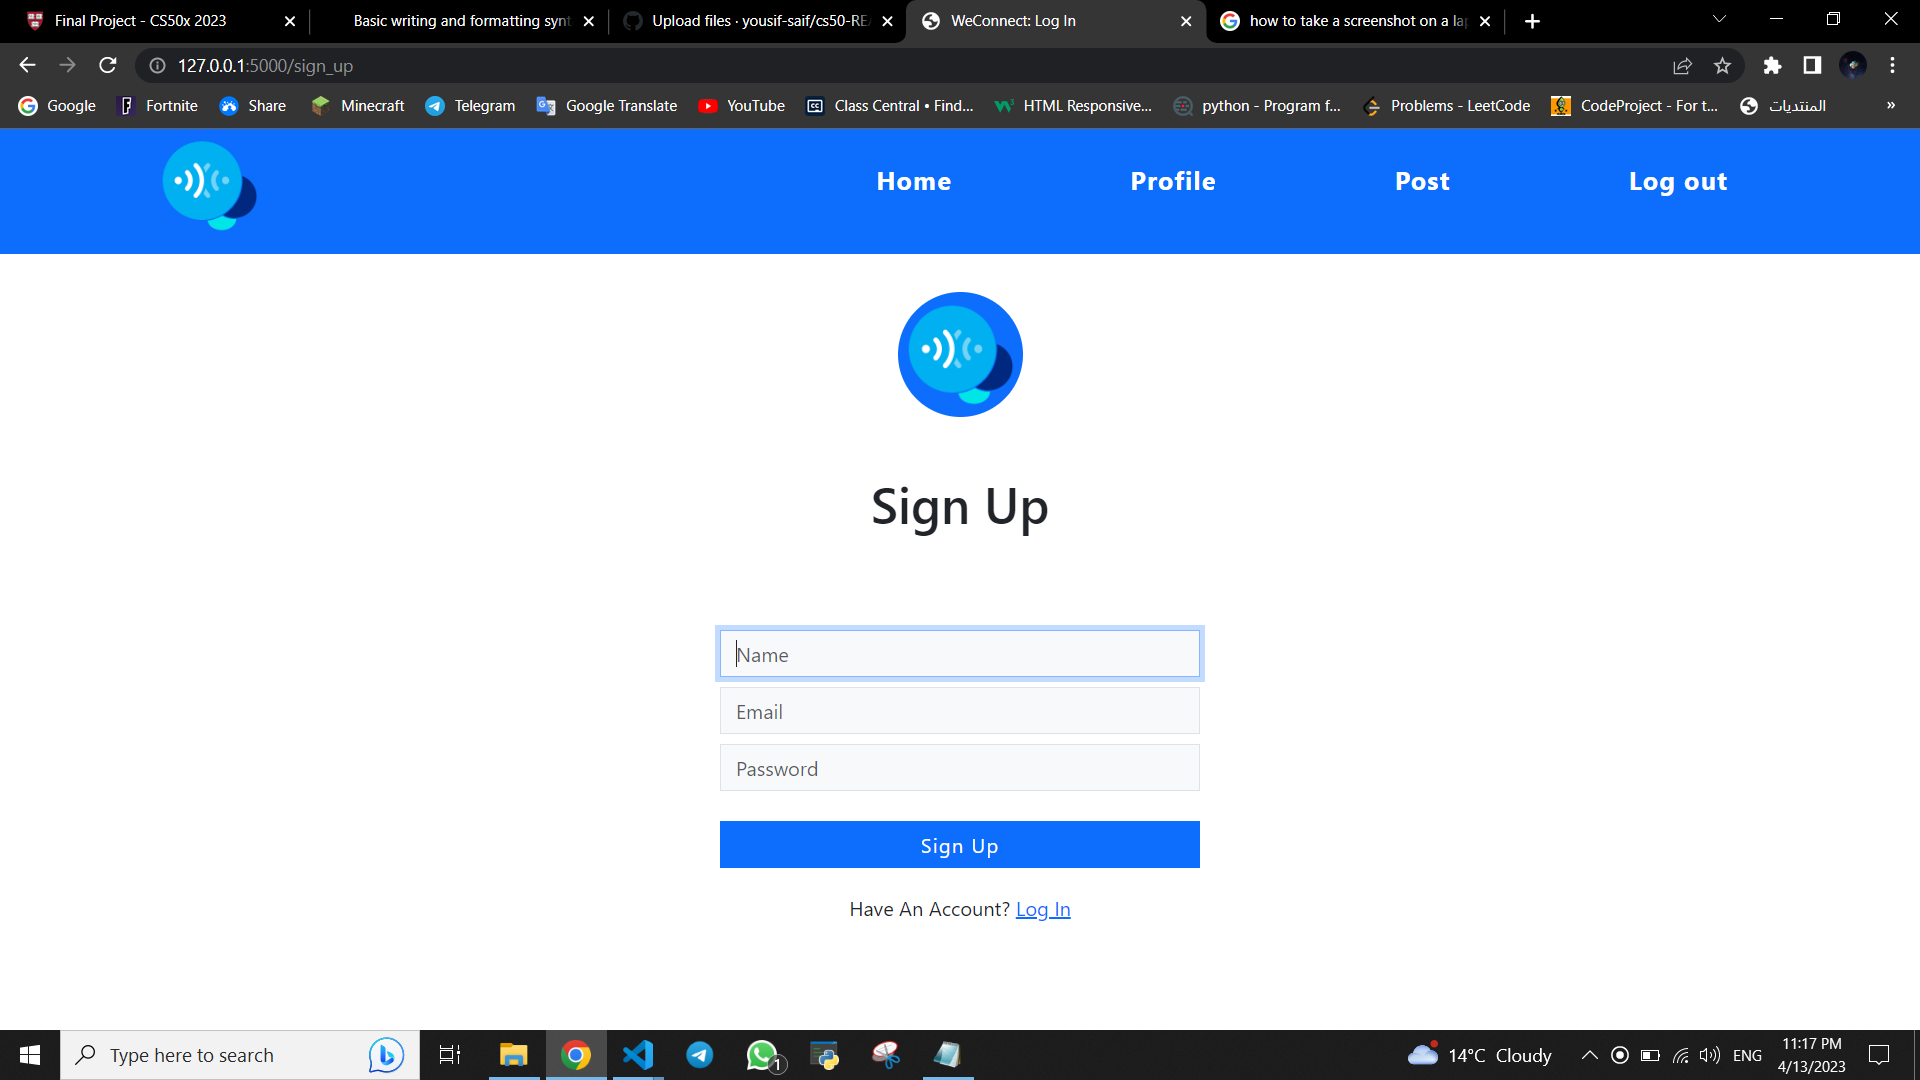 Final Project - CS50x 2023
Basic writing and formatting synt
Upload files · yousif-saif/cs50-REA
WeConnect: Log In
how to take a screenshot on a lap
127.0.0.1:5000/sign_up
Google
Fortnite
Share
Minecraft
Telegram
Google Translate
YouTube
Class Central • Find...
HTML Responsive...
python - Program f...
Problems - LeetCode
CodeProject - For t...
المنتديات
»
Home
Profile
Post
Log out
Sign Up
Name
Email
Password
Sign Up
Have An Account? Log In
Type here to search
1
14°C Cloudy
ENG
11:17 PM
4/13/2023